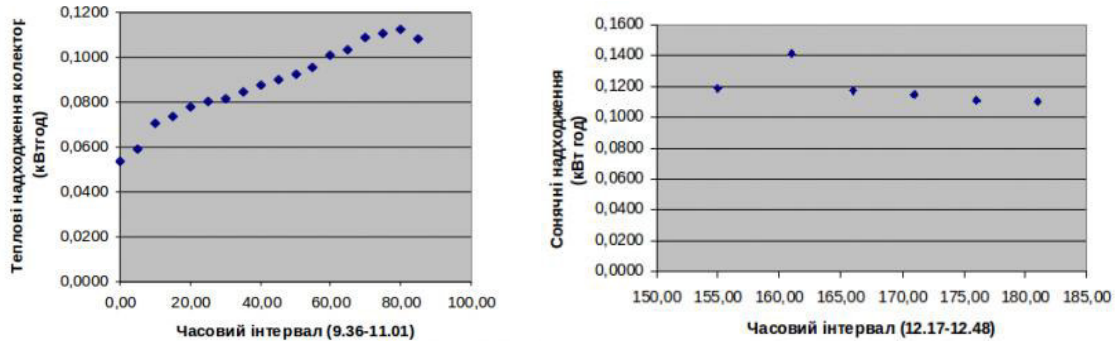 Теплові надходження колектор
(кВтгод)
0,1200
0,1000
0,0800
0,0600
0,0400
0,0200
0,0000
0,00 20,00 40,00 60,00 80,00 100,00
Часовий інтервал (9.36-11.01)
Сонячні надходження
(кВт год)
0,1600
0,1400
0,1200
0,1000
0,0800
0,0600
0,0400
0,0200
0,0000
150,00 155,00 160,00 165,00 170,00 175,00 180,00 185,00
Часовий інтервал (12.17-12.48)